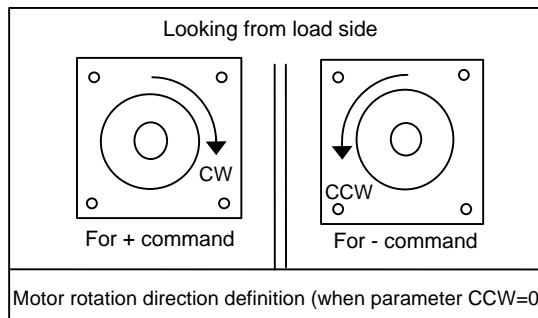 Looking from load side
CW
For + command
CCW
For - command
Motor rotation direction definition (when parameter CCW=0